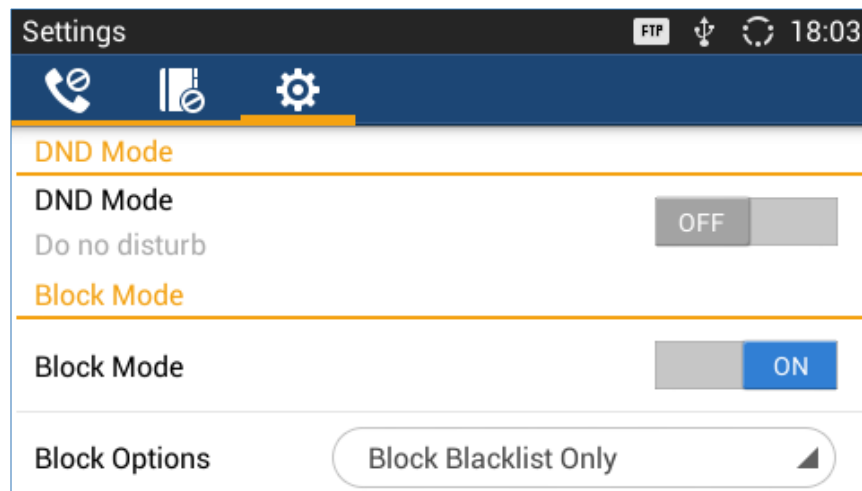 Settings FTP 18:03
DND Mode
DND Mode
OFF
Do no disturb
Block Mode
Block Mode ON
Block Options Block Blacklist Only